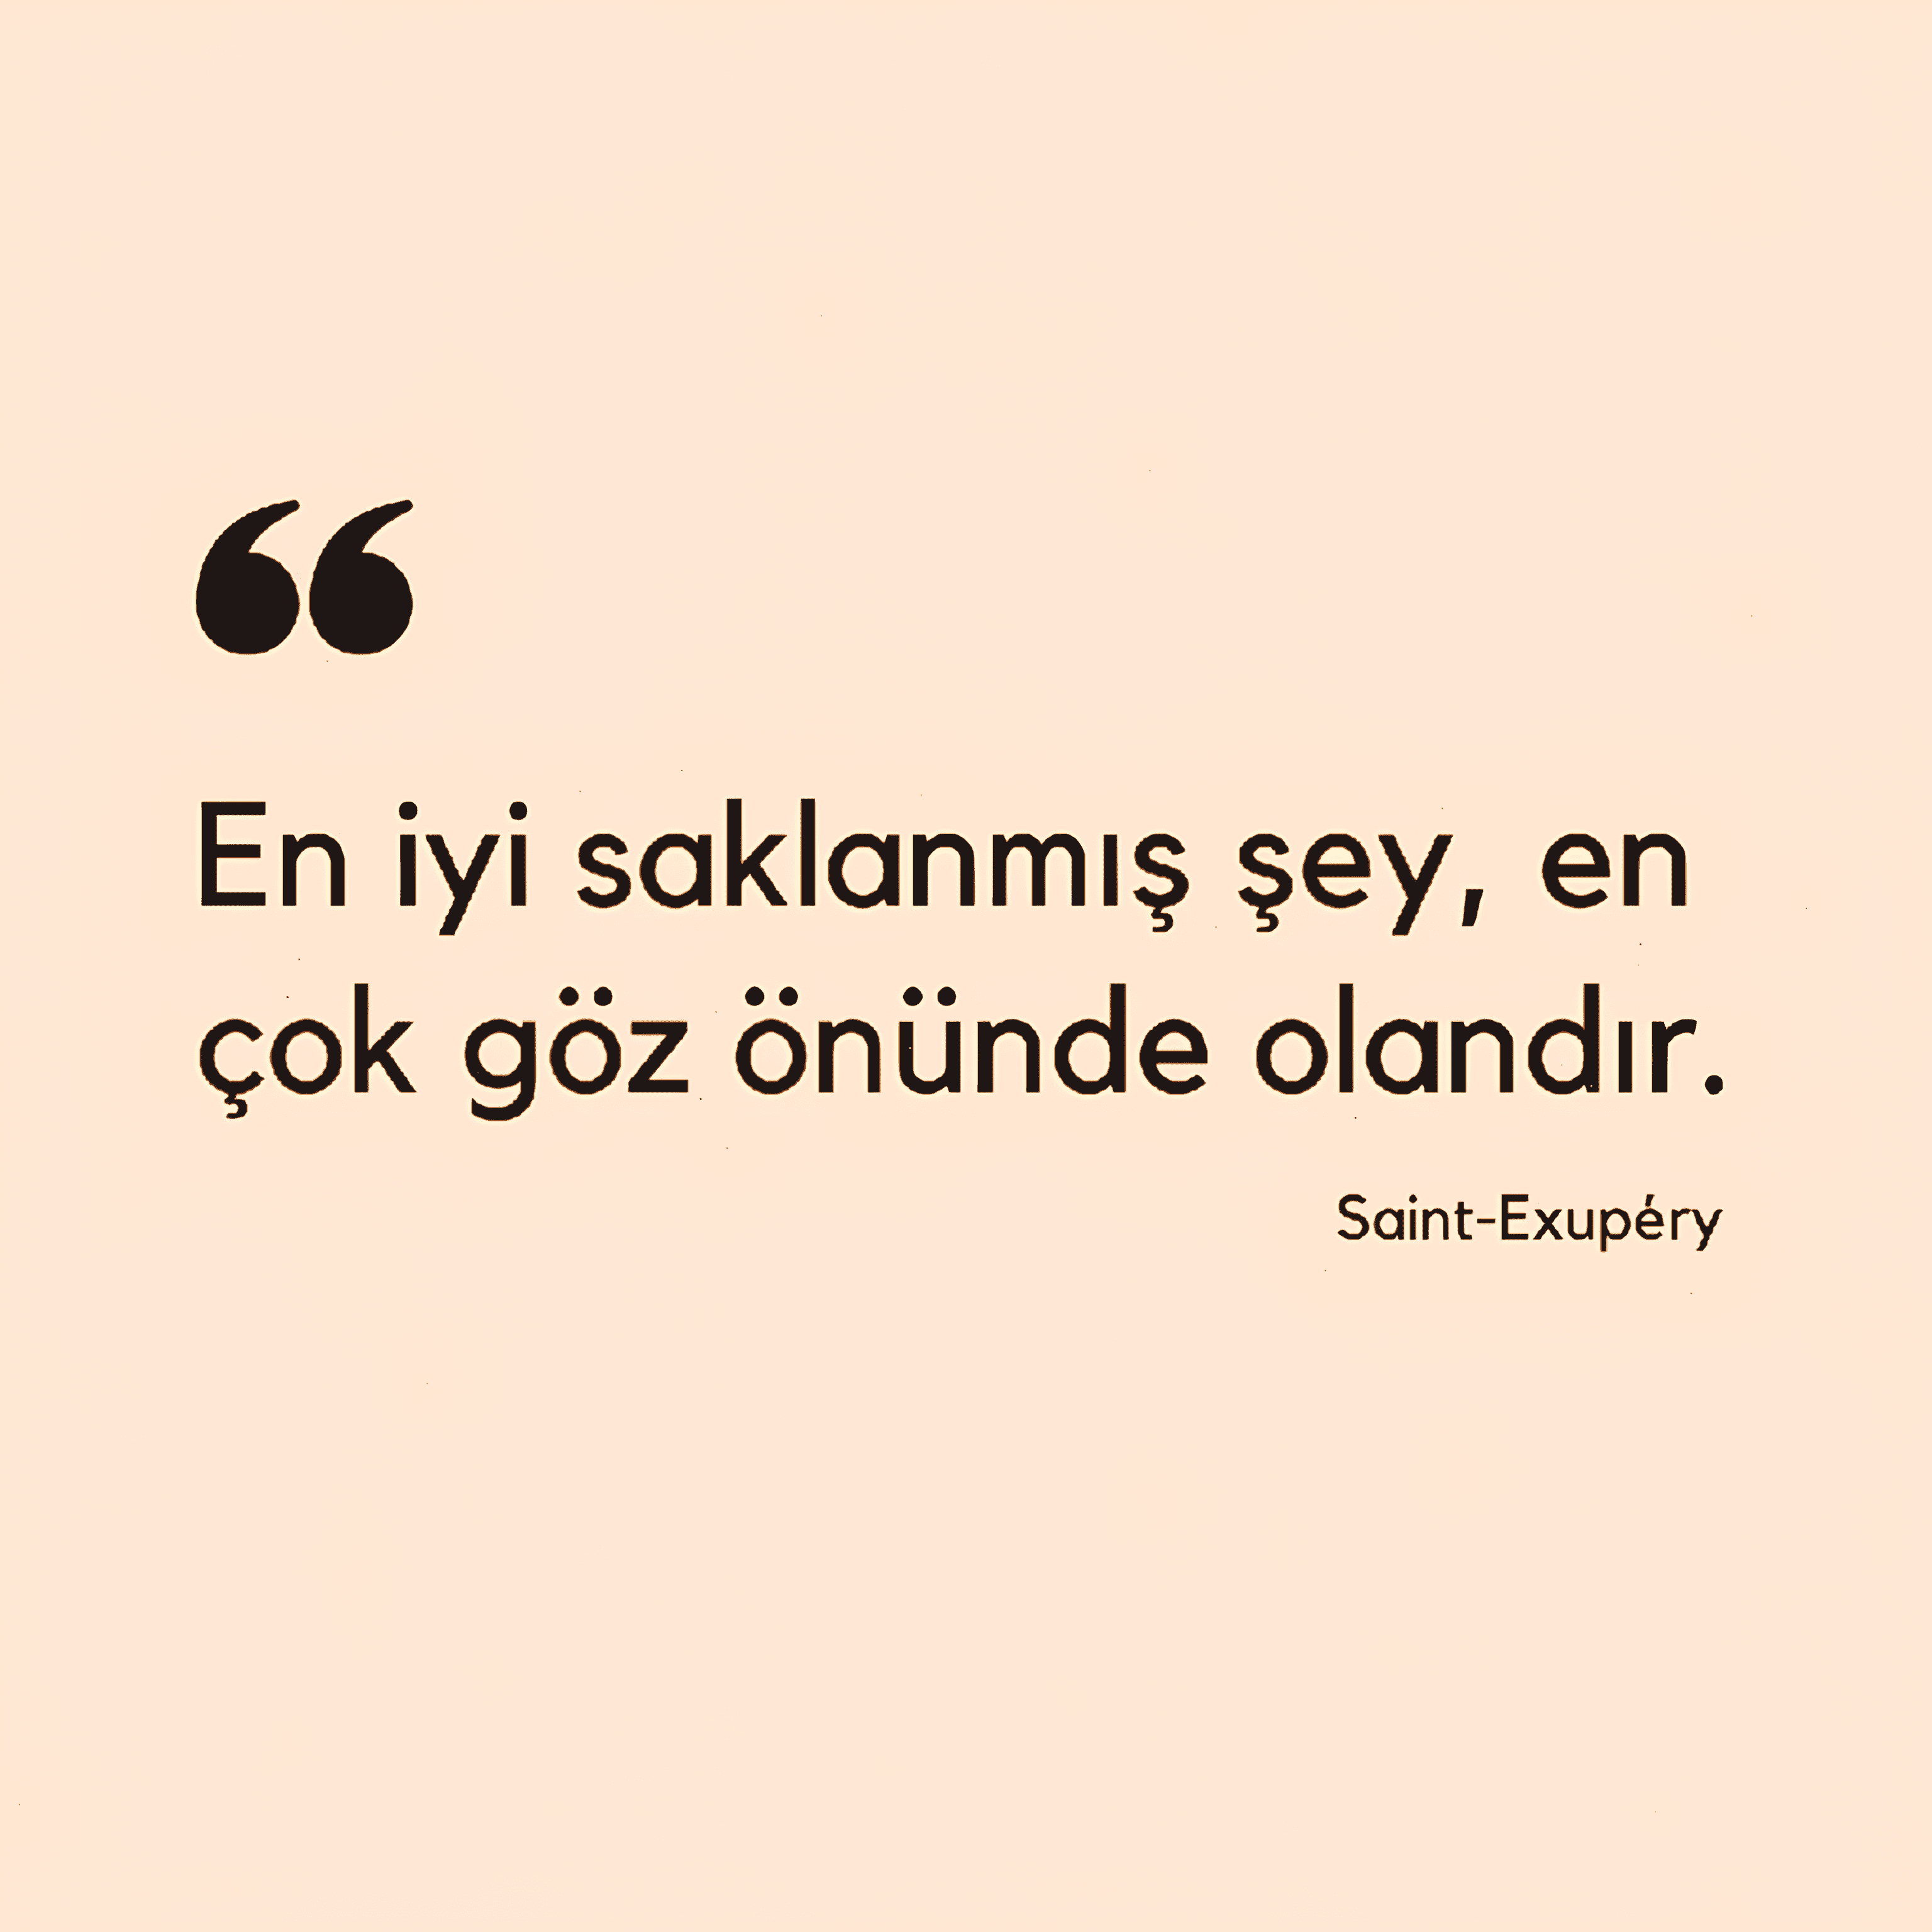 “
En iyi saklanmış şey, en
çok göz önünde olandır.
Saint-Exupéry